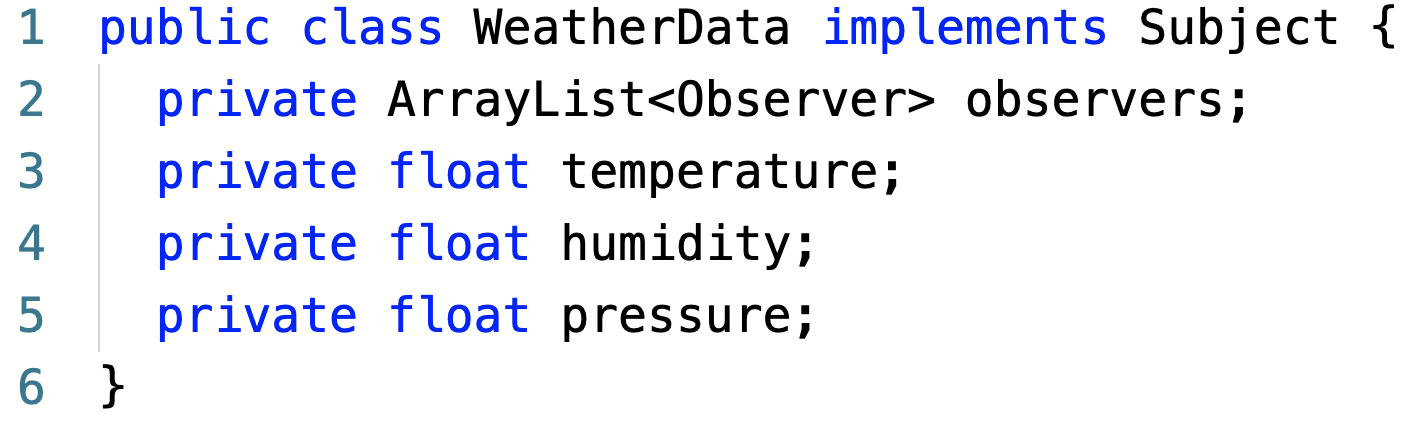 1 public class WeatherData implements Subject {
2   private ArrayList<Observer> observers;
3   private float temperature;
4   private float humidity;
5   private float pressure;
6 }